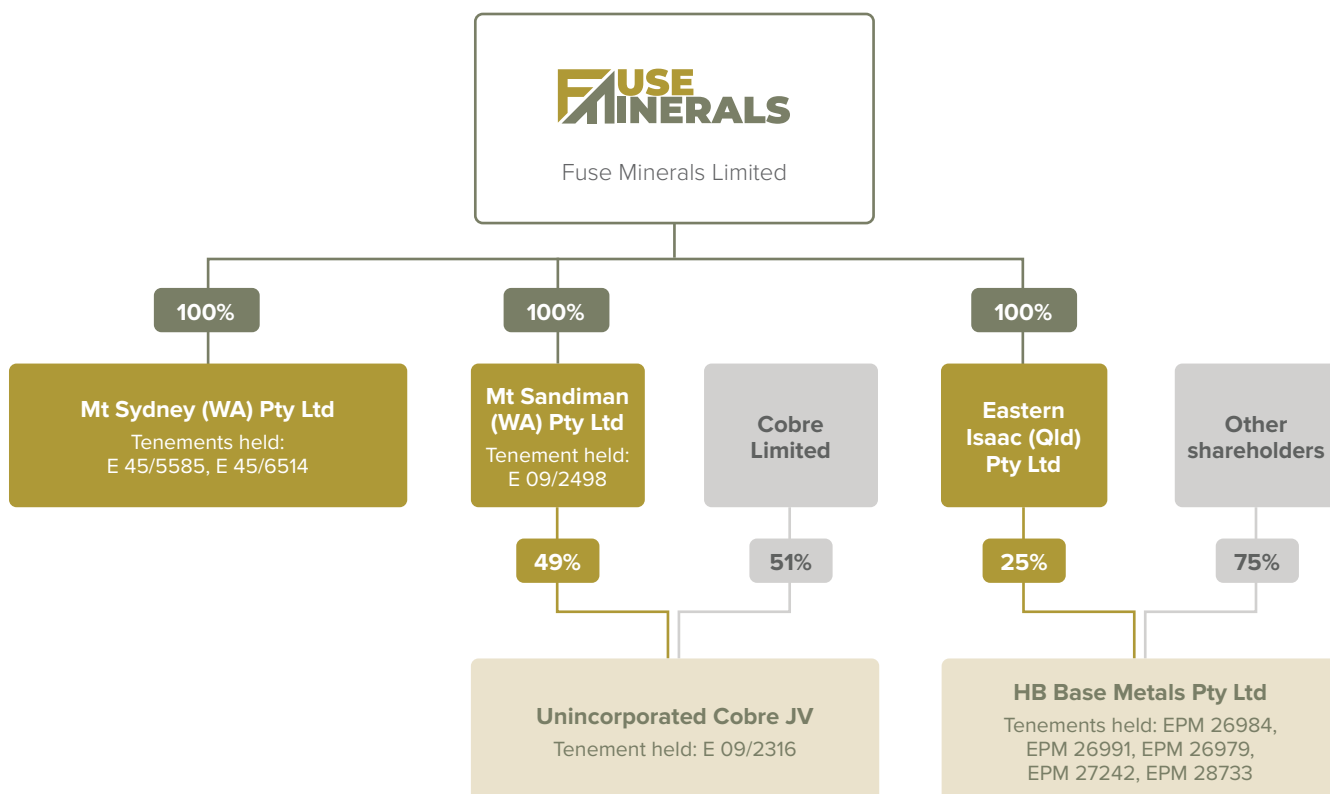 FUSE
MINERALS
Fuse Minerals Limited
100%
100%
100%
Mt Sydney (WA) Pty Ltd
Tenements held:
E 45/5585, E 45/6514
Mt Sandiman
(WA) Pty Ltd
Tenement held:
E 09/2498
Cobre
Limited
Eastern
Isaac (Qld)
Pty Ltd
Other
shareholders
49%
51%
25%
75%
Unincorporated Cobre JV
Tenement held: E 09/2316
HB Base Metals Pty Ltd
Tenements held: EPM 26984,
EPM 26991, EPM 26979,
EPM 27242, EPM 28733